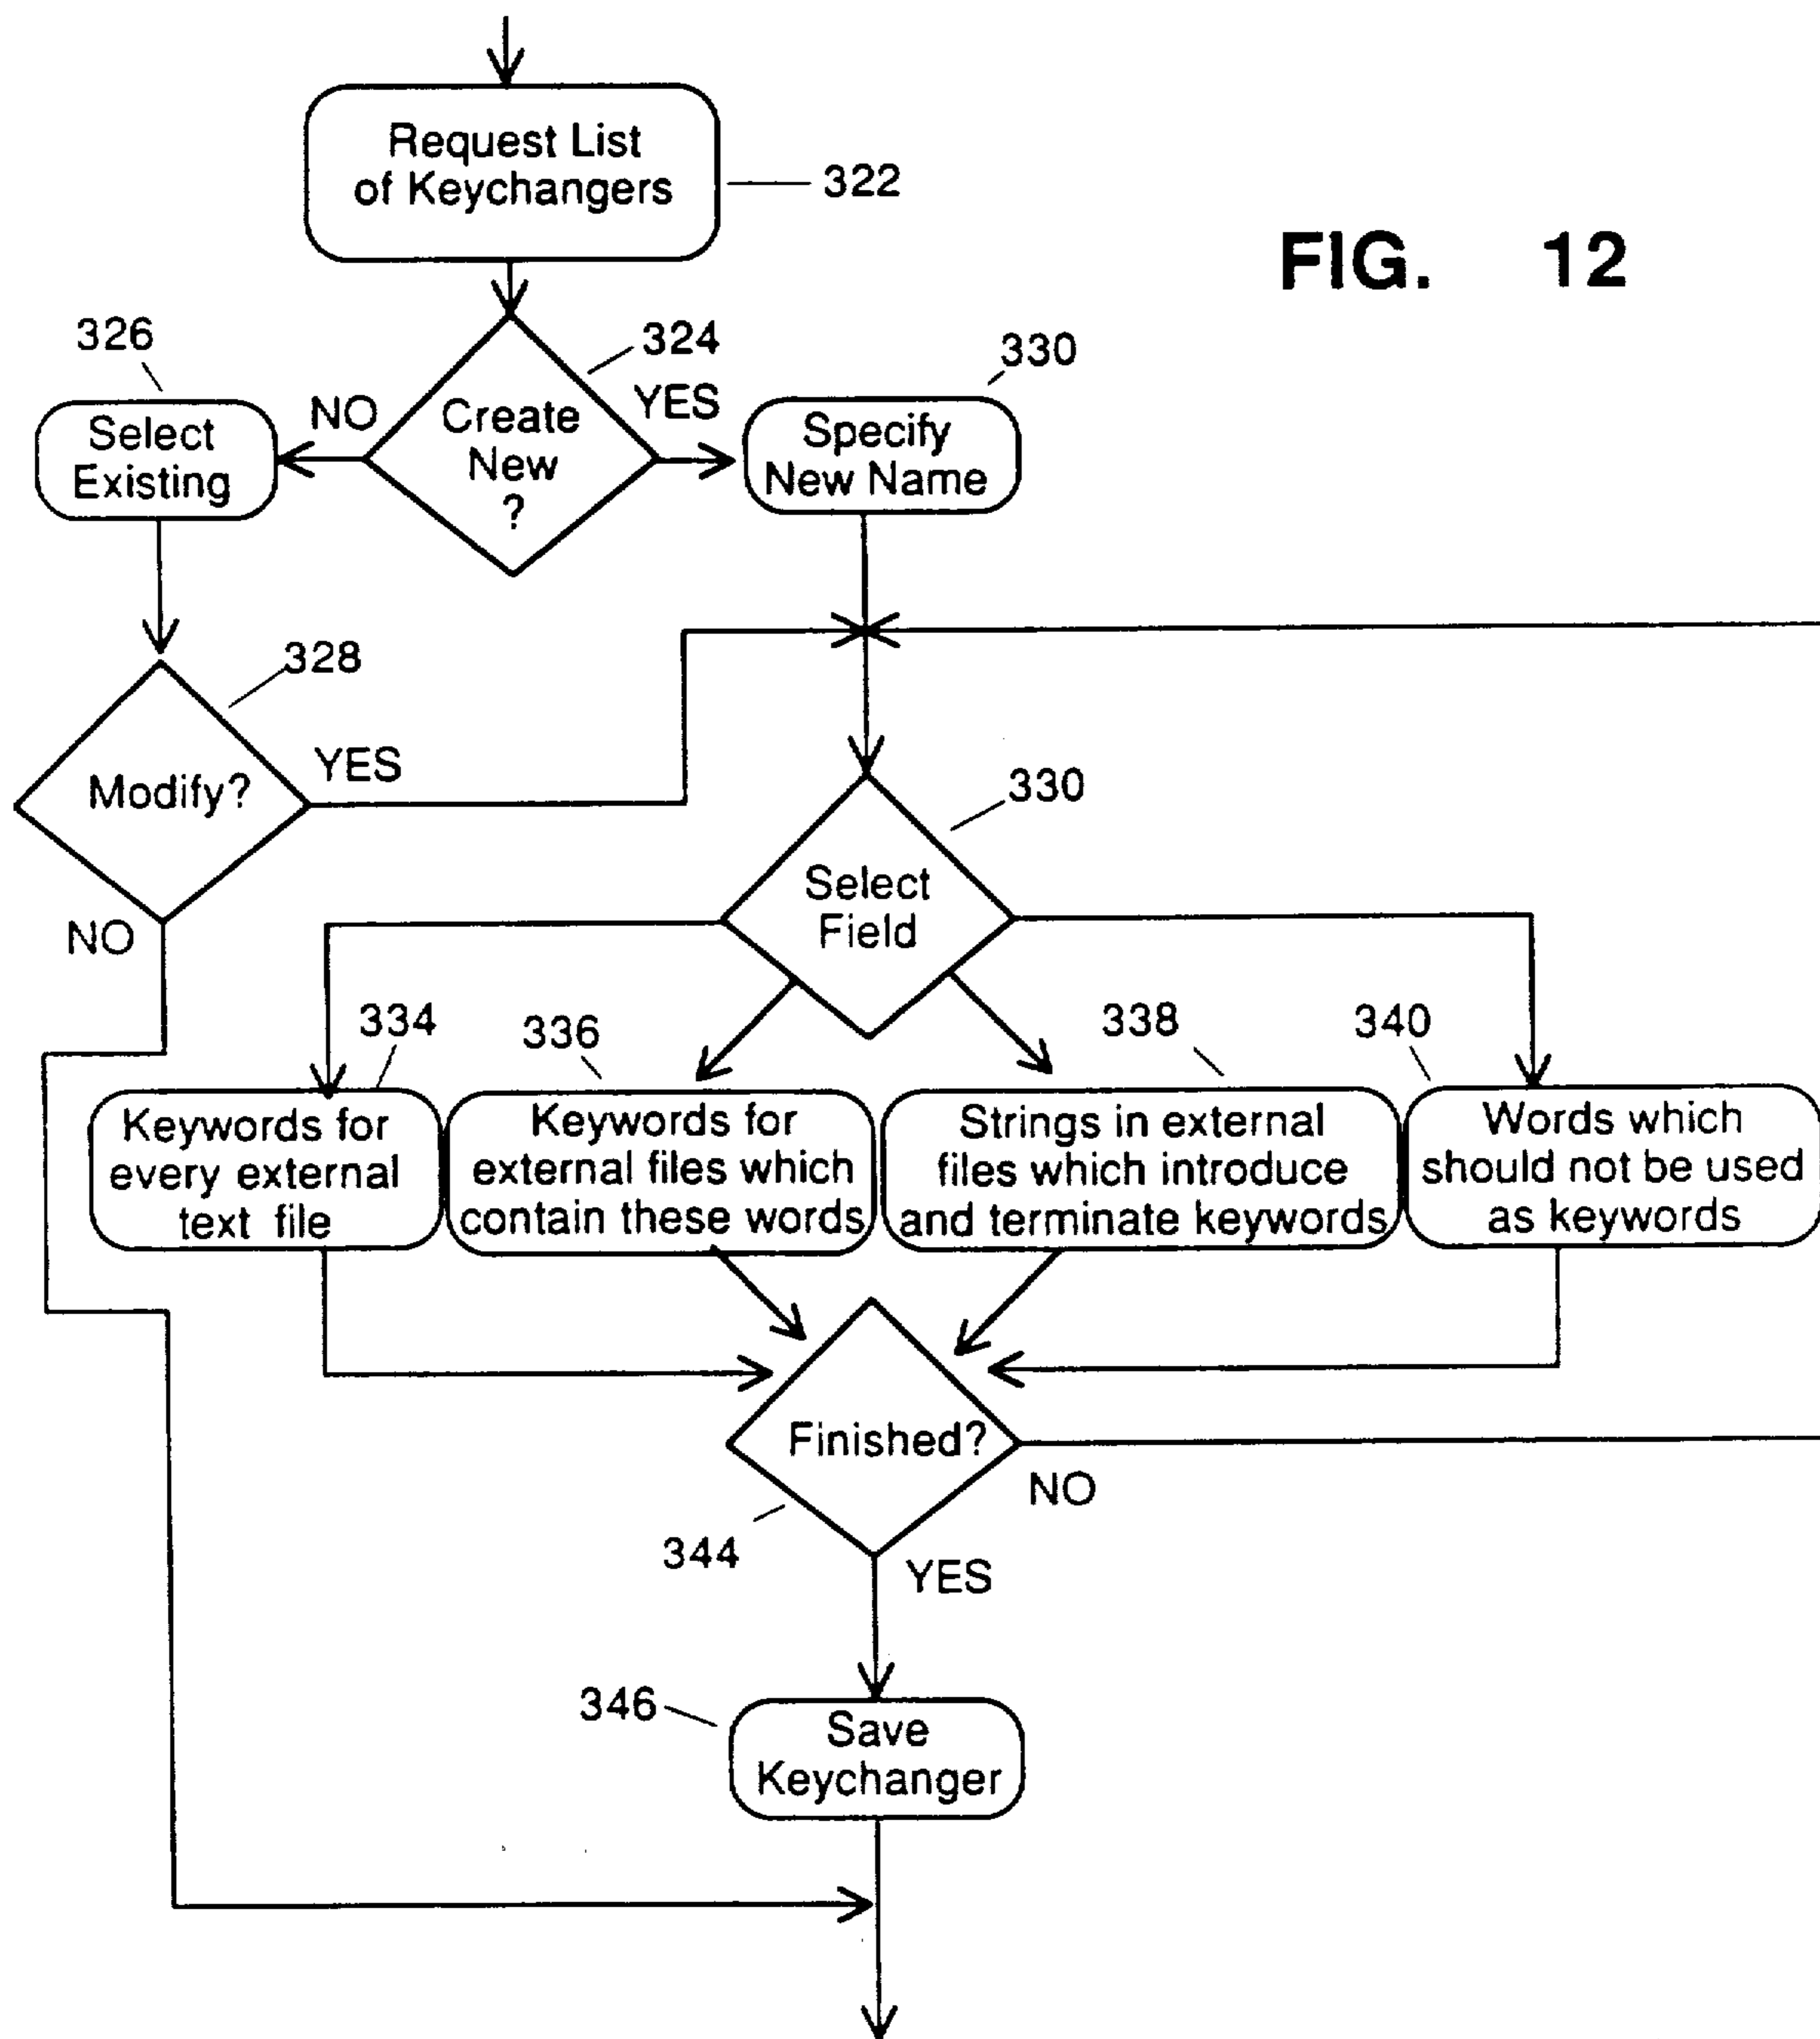 Request List
of Keychangers
322
FIG. 12
326
324
330
NO
YES
Select
Existing
Create
New
?
Specify
New Name
328
Modify?
YES
330
NO
Select
Field
334
336
338
340
Keywords for
every external
text file
Keywords for
external files which
contain these words
Strings in external
files which introduce
and terminate keywords
Words which
should not be used
as keywords
Finished?
NO
344
YES
346
Save
Keychanger